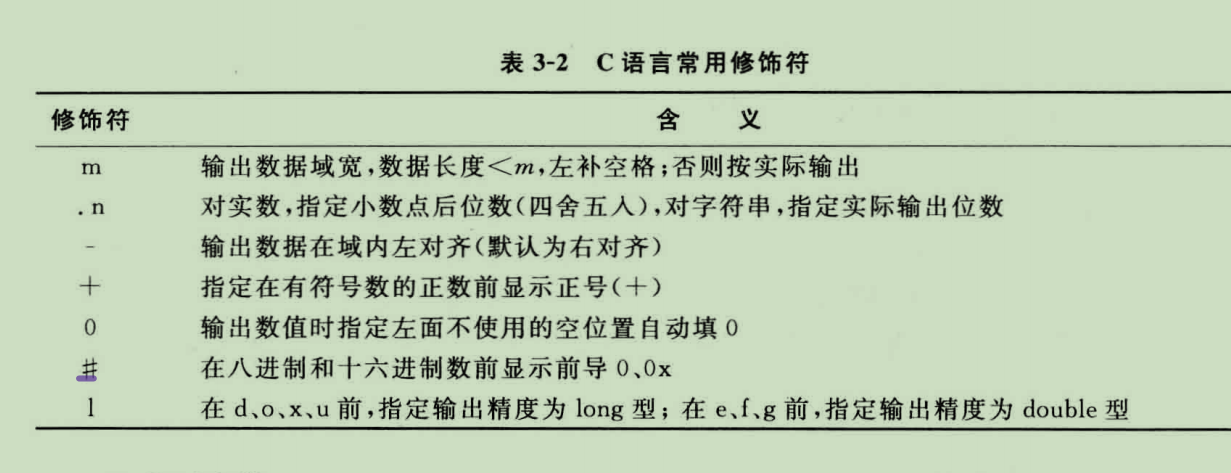 表 3-2 C 语言常用修饰符
修饰符 含 义
m 输出数据域宽,数据长度<m,左补空格;否则按实际输出
.n 对实数,指定小数点后位数(四舍五入),对字符串,指定实际输出位数
- 输出数据在域内左对齐(默认为右对齐)
+ 指定在有符号数的正数前显示正号(+)
0 输出数值时指定左面不使用的空位置自动填 0
# 在八进制和十六进制数前显示前导 0、0x
l 在 d、o、x、u 前,指定输出精度为 long 型; 在 e、f、g 前,指定输出精度为 double 型